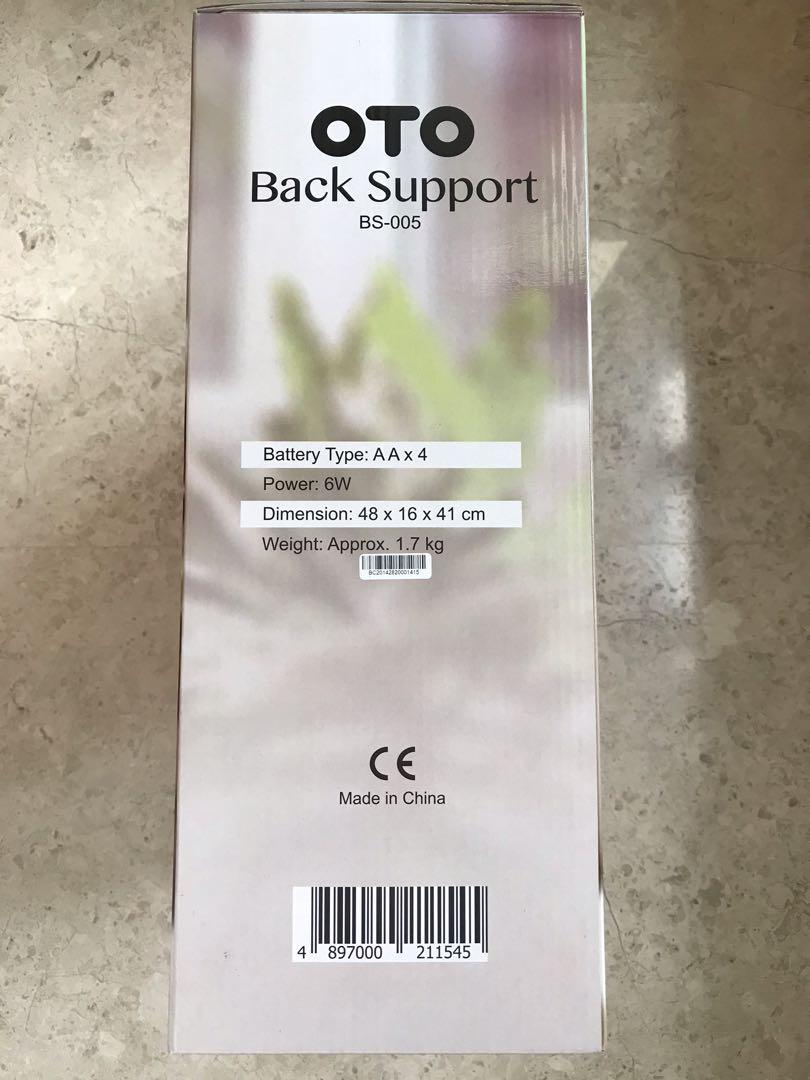 OTO
Back Support
BS-005
Battery Type: A A x 4
Power: 6W
Dimension: 48 x 16 x 41 cm
Weight: Approx. 1.7 kg
BC20142820001415
CE
Made in China
4 897000 211545